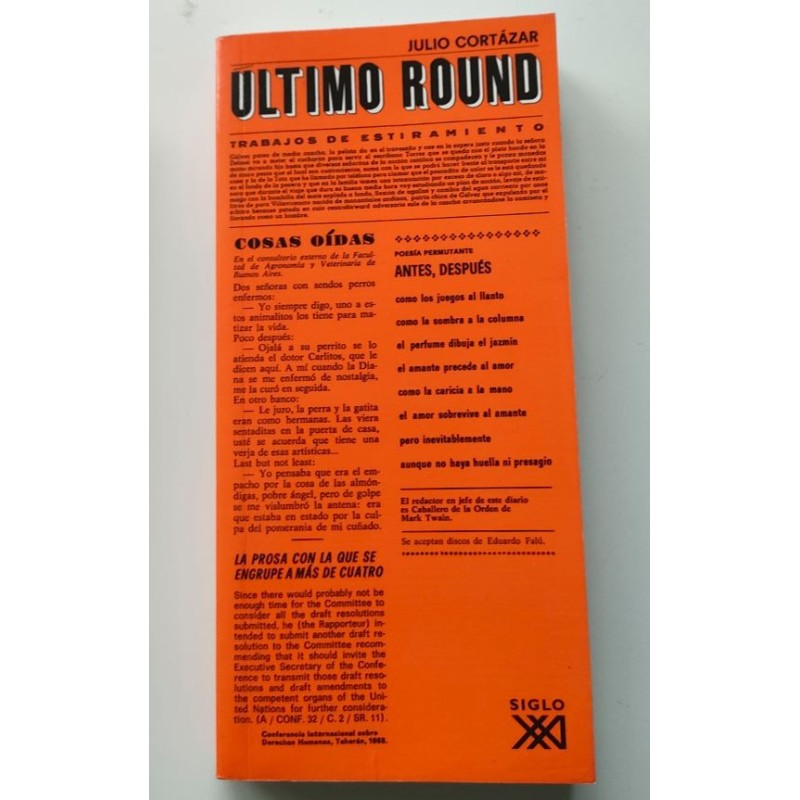 JULIO CORTÁZAR
ULTIMO ROUND
TRABAJOS DE ESTIRAMIENTO
COSAS OÍDAS
En el consultorio externo de la Facul-
tad de Agronomía y Veterinaria de
Buenos Aires.
Dos señoras con sendos perros
enfermos:
— Yo siempre digo, uno a es-
tos animalitos los tiene para ma-
tizar la vida.
Poco después:
— Ojalá a su perrito se lo
atienda el dotor Carlitos, que le
dicen aquí. A mí cuando la Dia-
na se me enfermó de nostalgia,
me la curó en seguida.
En otro banco:
— Le juro, la perra y la gatita
eran como hermanas. Las viera
sentaditas en la puerta de casa,
usté se acuerda que tiene una
verja de esas artísticas...
Last but not least:
— Yo pensaba que era el em-
pacho por la cosa de las almón-
digas, pobre ángel, pero de golpe
se me vislumbró la antena: era
que estaba en estado por la cul-
pa del pomerania de mi cuñado.
LA PROSA CON LA QUE SE
ENGRUPE A MÁS DE CUATRO
Since there would probably not be
enough time for the Committee to
consider all the draft resolutions
submitted, he (the Rapporteur) in-
tended to submit another draft re-
solution to the Committee recom-
mending that it should invite the
Executive Secretary of the Confe-
rence to transmit those draft reso-
lutions and draft amendments to
the competent organs of the Uni-
ted Nations for further considera-
tion. (A / CONF. 32 / C. 2 / SR. 11).
Conferencia Internacional sobre
Derechos Humanos, Teherán, 1968.
POESÍA PERMUTANTE
ANTES, DESPUÉS
como los juegos al llanto
como la sombra a la columna
el perfume dibuja el jazmín
el amante precede al amor
como la caricia a la mano
el amor sobrevive al amante
pero inevitablemente
aunque no haya huella ni presagio
El redactor en jefe de este diario
es Caballero de la Orden de
Mark Twain.
Se aceptan discos de Eduardo Falú.
SIGLO
XXI